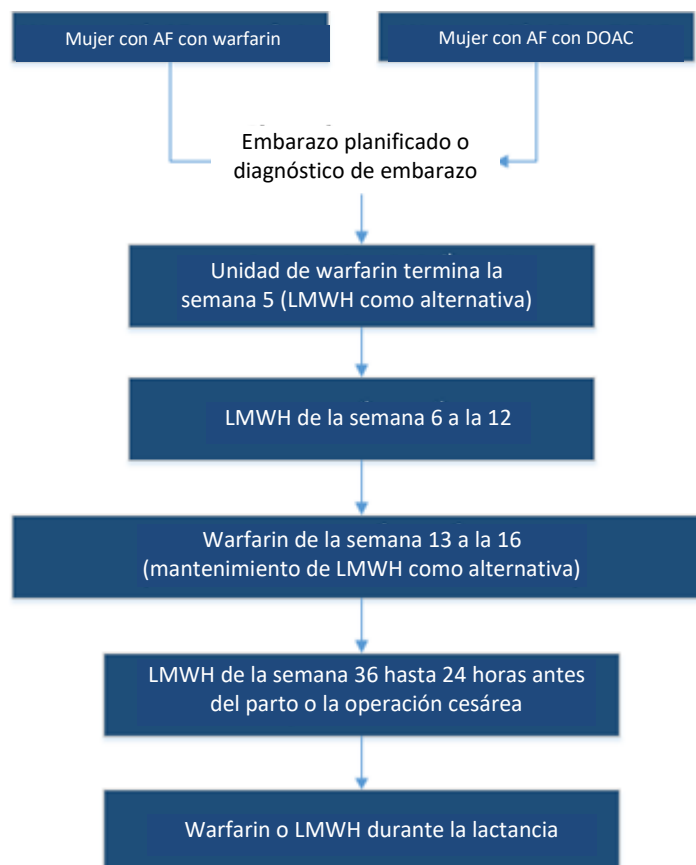 Mujer con AF con warfarin
Mujer con AF con DOAC
Embarazo planificado o
diagnóstico de embarazo
Unidad de warfarin termina la
semana 5 (LMWH como alternativa)
LMWH de la semana 6 a la 12
Warfarin de la semana 13 a la 16
(mantenimiento de LMWH como alternativa)
LMWH de la semana 36 hasta 24 horas antes
del parto o la operación cesárea
Warfarin o LMWH durante la lactancia